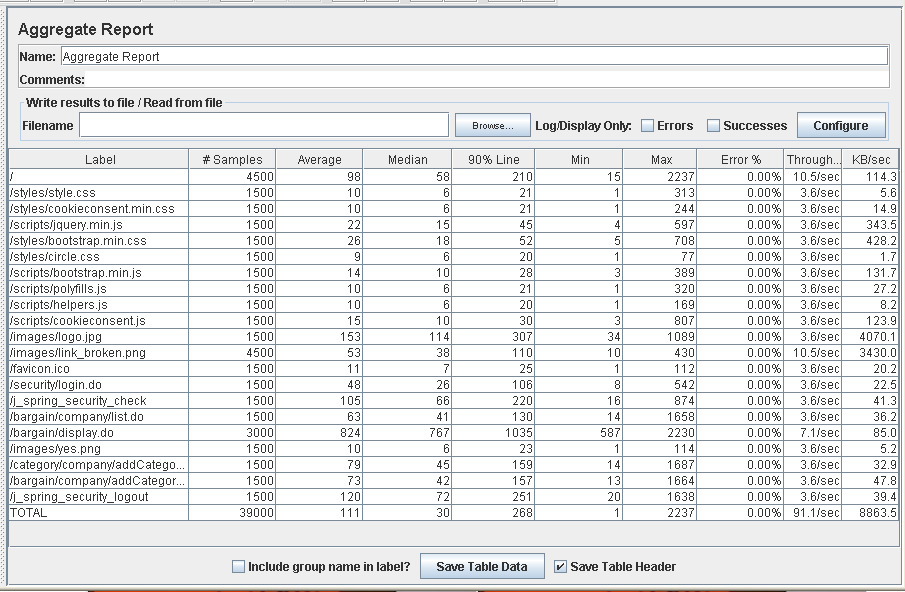 Aggregate Report
Name: Aggregate Report
Comments:
Write results to file / Read from file
Filename Browse... Log/Display Only: Errors Successes Configure
Label # Samples Average Median 90% Line Min Max Error % Through... KB/sec
/ 4500 98 58 210 15 2237 0.00% 10.5/sec 114.3
/styles/style.css 1500 10 6 21 1 313 0.00% 3.6/sec 5.6
/styles/cookieconsent.min.css 1500 10 6 21 1 244 0.00% 3.6/sec 14.9
/scripts/jquery.min.js 1500 22 15 45 4 597 0.00% 3.6/sec 343.5
/styles/bootstrap.min.css 1500 26 18 52 5 708 0.00% 3.6/sec 428.2
/styles/circle.css 1500 9 6 20 1 77 0.00% 3.6/sec 1.7
/scripts/bootstrap.min.js 1500 14 10 28 3 389 0.00% 3.6/sec 131.7
/scripts/polyfills.js 1500 10 6 21 1 320 0.00% 3.6/sec 27.2
/scripts/helpers.js 1500 10 6 20 1 169 0.00% 3.6/sec 8.2
/scripts/cookieconsent.js 1500 15 10 30 3 807 0.00% 3.6/sec 123.9
/images/logo.jpg 1500 153 114 307 34 1089 0.00% 3.6/sec 4070.1
/images/link_broken.png 4500 53 38 110 10 430 0.00% 10.5/sec 3430.0
/favicon.ico 1500 11 7 25 1 112 0.00% 3.6/sec 20.2
/security/login.do 1500 48 26 106 8 542 0.00% 3.6/sec 22.5
/j_spring_security_check 1500 105 66 220 16 874 0.00% 3.6/sec 41.3
/bargain/company/list.do 1500 63 41 130 14 1658 0.00% 3.6/sec 36.2
/bargain/display.do 3000 824 767 1035 587 2230 0.00% 7.1/sec 85.0
/images/yes.png 1500 10 6 23 1 114 0.00% 3.6/sec 5.2
/category/company/addCatego... 1500 79 45 159 14 1687 0.00% 3.6/sec 32.9
/bargain/company/addCategor... 1500 73 42 157 13 1664 0.00% 3.6/sec 47.8
/j_spring_security_logout 1500 120 72 251 20 1638 0.00% 3.6/sec 39.4
TOTAL 39000 111 30 268 1 2237 0.00% 91.1/sec 8863.5
Include group name in label? Save Table Data Save Table Header